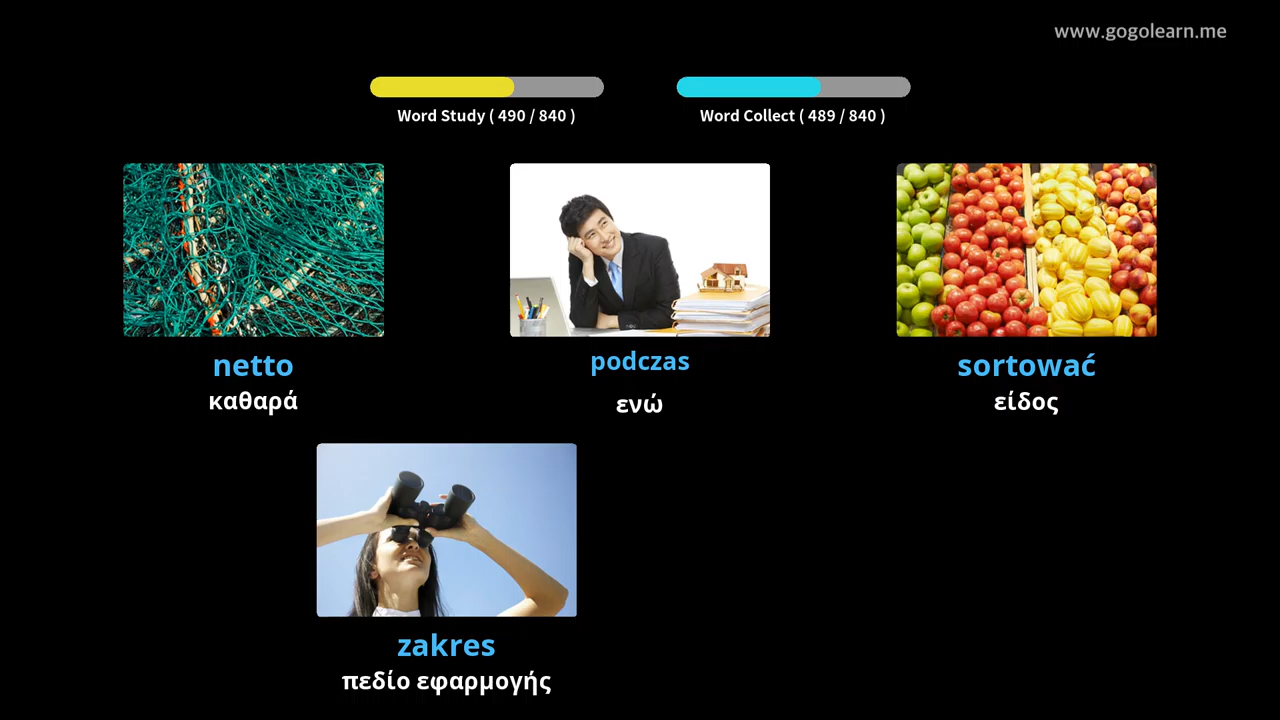 www.gogolearn.me
Word Study ( 490 / 840 )
Word Collect ( 489 / 840 )
netto
καθαρά
podczas
ενώ
sortować
είδος
zakres
πεδίο εφαρμογής